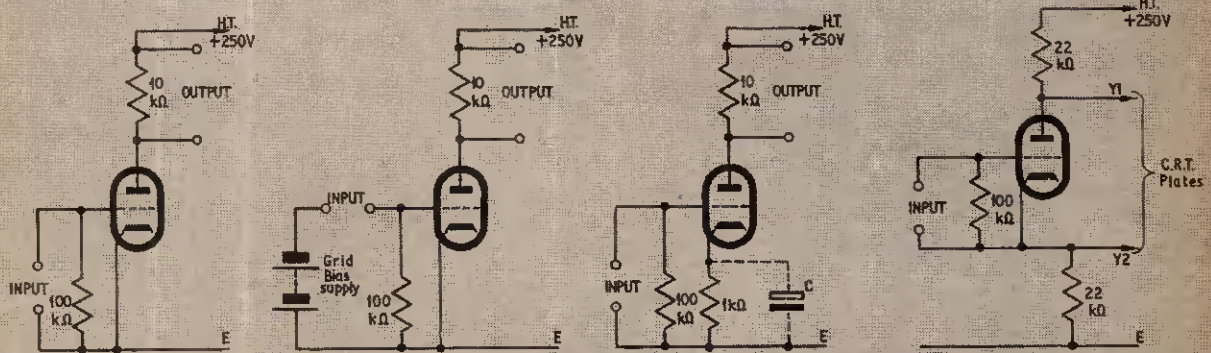 H.T.
+250V
10
kΩ
OUTPUT
INPUT
100
kΩ
E
H.T.
+250V
10
kΩ
OUTPUT
INPUT
Grid
Bias
supply
100
kΩ
E
H.T.
+250V
10
kΩ
OUTPUT
INPUT
100
kΩ
1kΩ
C
E
H.T.
+250V
22
kΩ
Y1
C.R.T.
Plates
INPUT
100
kΩ
Y2
22
kΩ
E